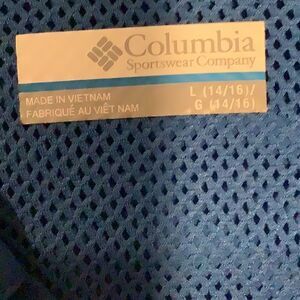 Columbia
Sportswear Company
MADE IN VIETNAM
FABRIQUÉ AU VIÊT NAM
L (14/16)/
G (14/16)